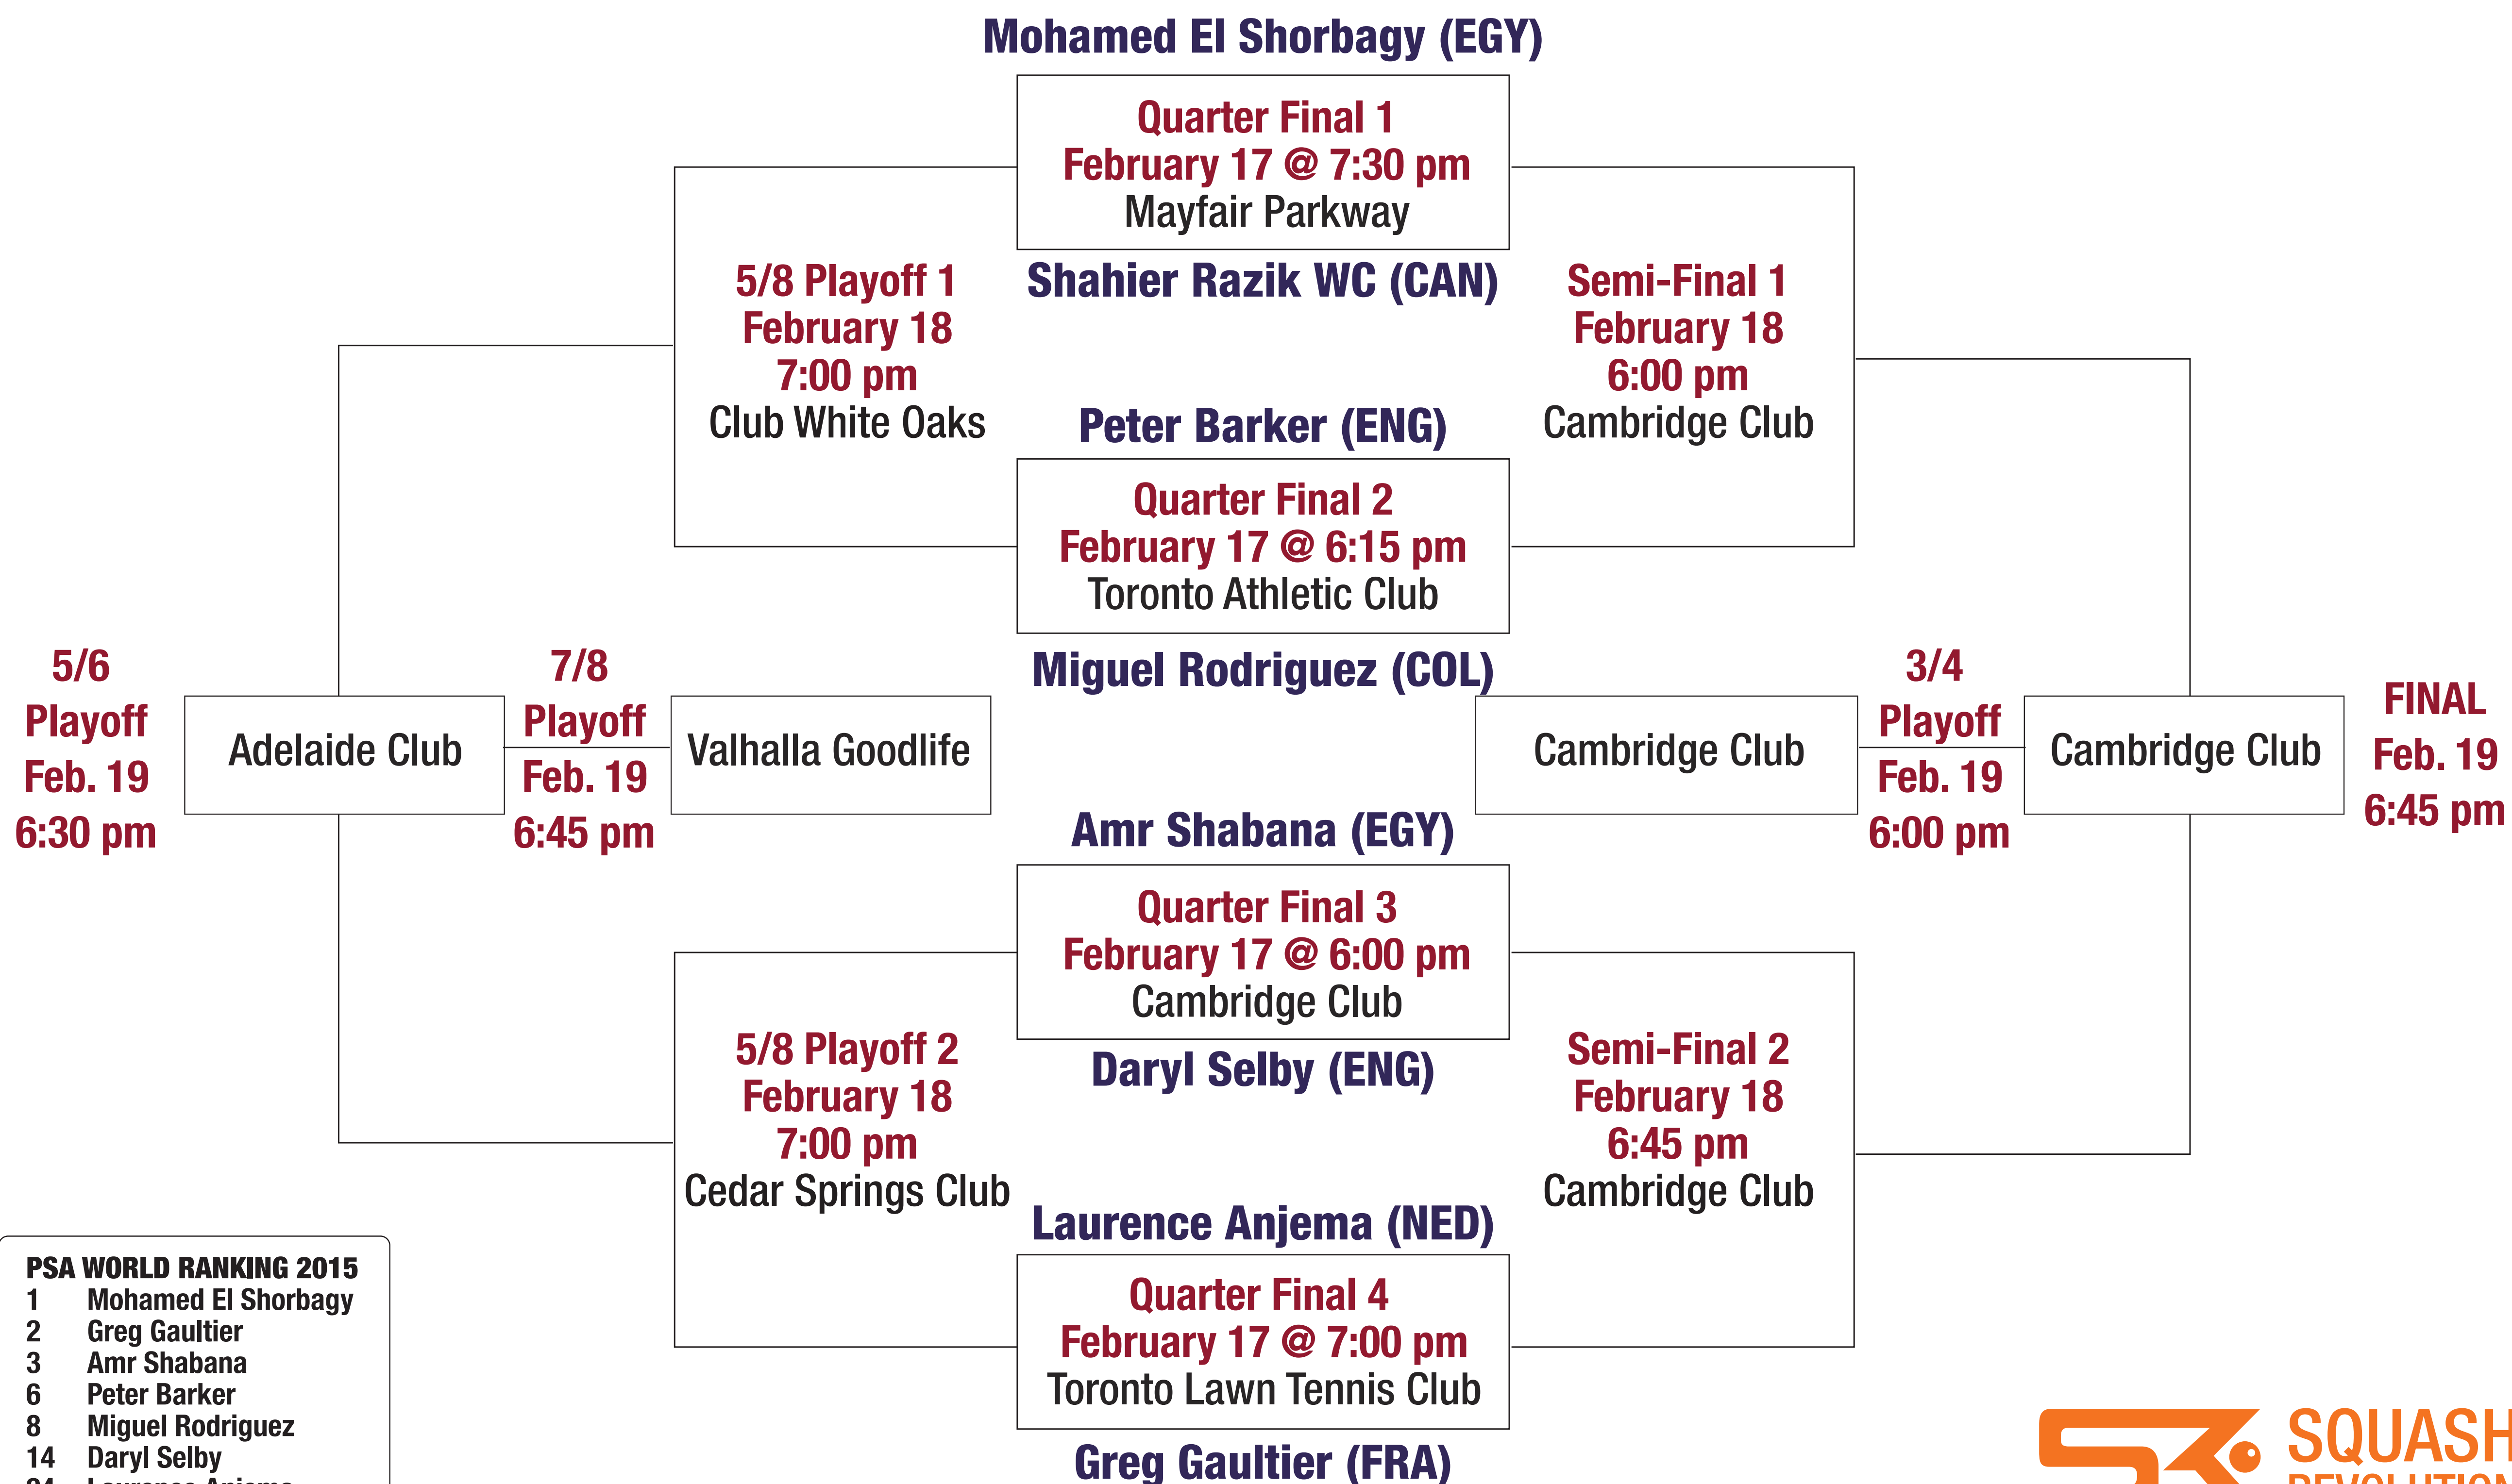 Mohamed El Shorbagy (EGY)
Quarter Final 1
February 17 @ 7:30 pm
Mayfair Parkway
Shahier Razik WC (CAN)
5/8 Playoff 1
February 18
7:00 pm
Club White Oaks
Semi-Final 1
February 18
6:00 pm
Cambridge Club
Peter Barker (ENG)
Quarter Final 2
February 17 @ 6:15 pm
Toronto Athletic Club
Miguel Rodriguez (COL)
5/6
Playoff
Feb. 19
6:30 pm
Adelaide Club
7/8
Playoff
Feb. 19
6:45 pm
Valhalla Goodlife
Cambridge Club
3/4
Playoff
Feb. 19
6:00 pm
Cambridge Club
FINAL
Feb. 19
6:45 pm
Amr Shabana (EGY)
Quarter Final 3
February 17 @ 6:00 pm
Cambridge Club
Daryl Selby (ENG)
5/8 Playoff 2
February 18
7:00 pm
Cedar Springs Club
Semi-Final 2
February 18
6:45 pm
Cambridge Club
Laurence Anjema (NED)
Quarter Final 4
February 17 @ 7:00 pm
Toronto Lawn Tennis Club
Greg Gaultier (FRA)
PSA WORLD RANKING 2015
1 Mohamed El Shorbagy
2 Greg Gaultier
3 Amr Shabana
6 Peter Barker
8 Miguel Rodriguez
14 Daryl Selby
Laurence Anjema
SQUASH
REVOLUTION